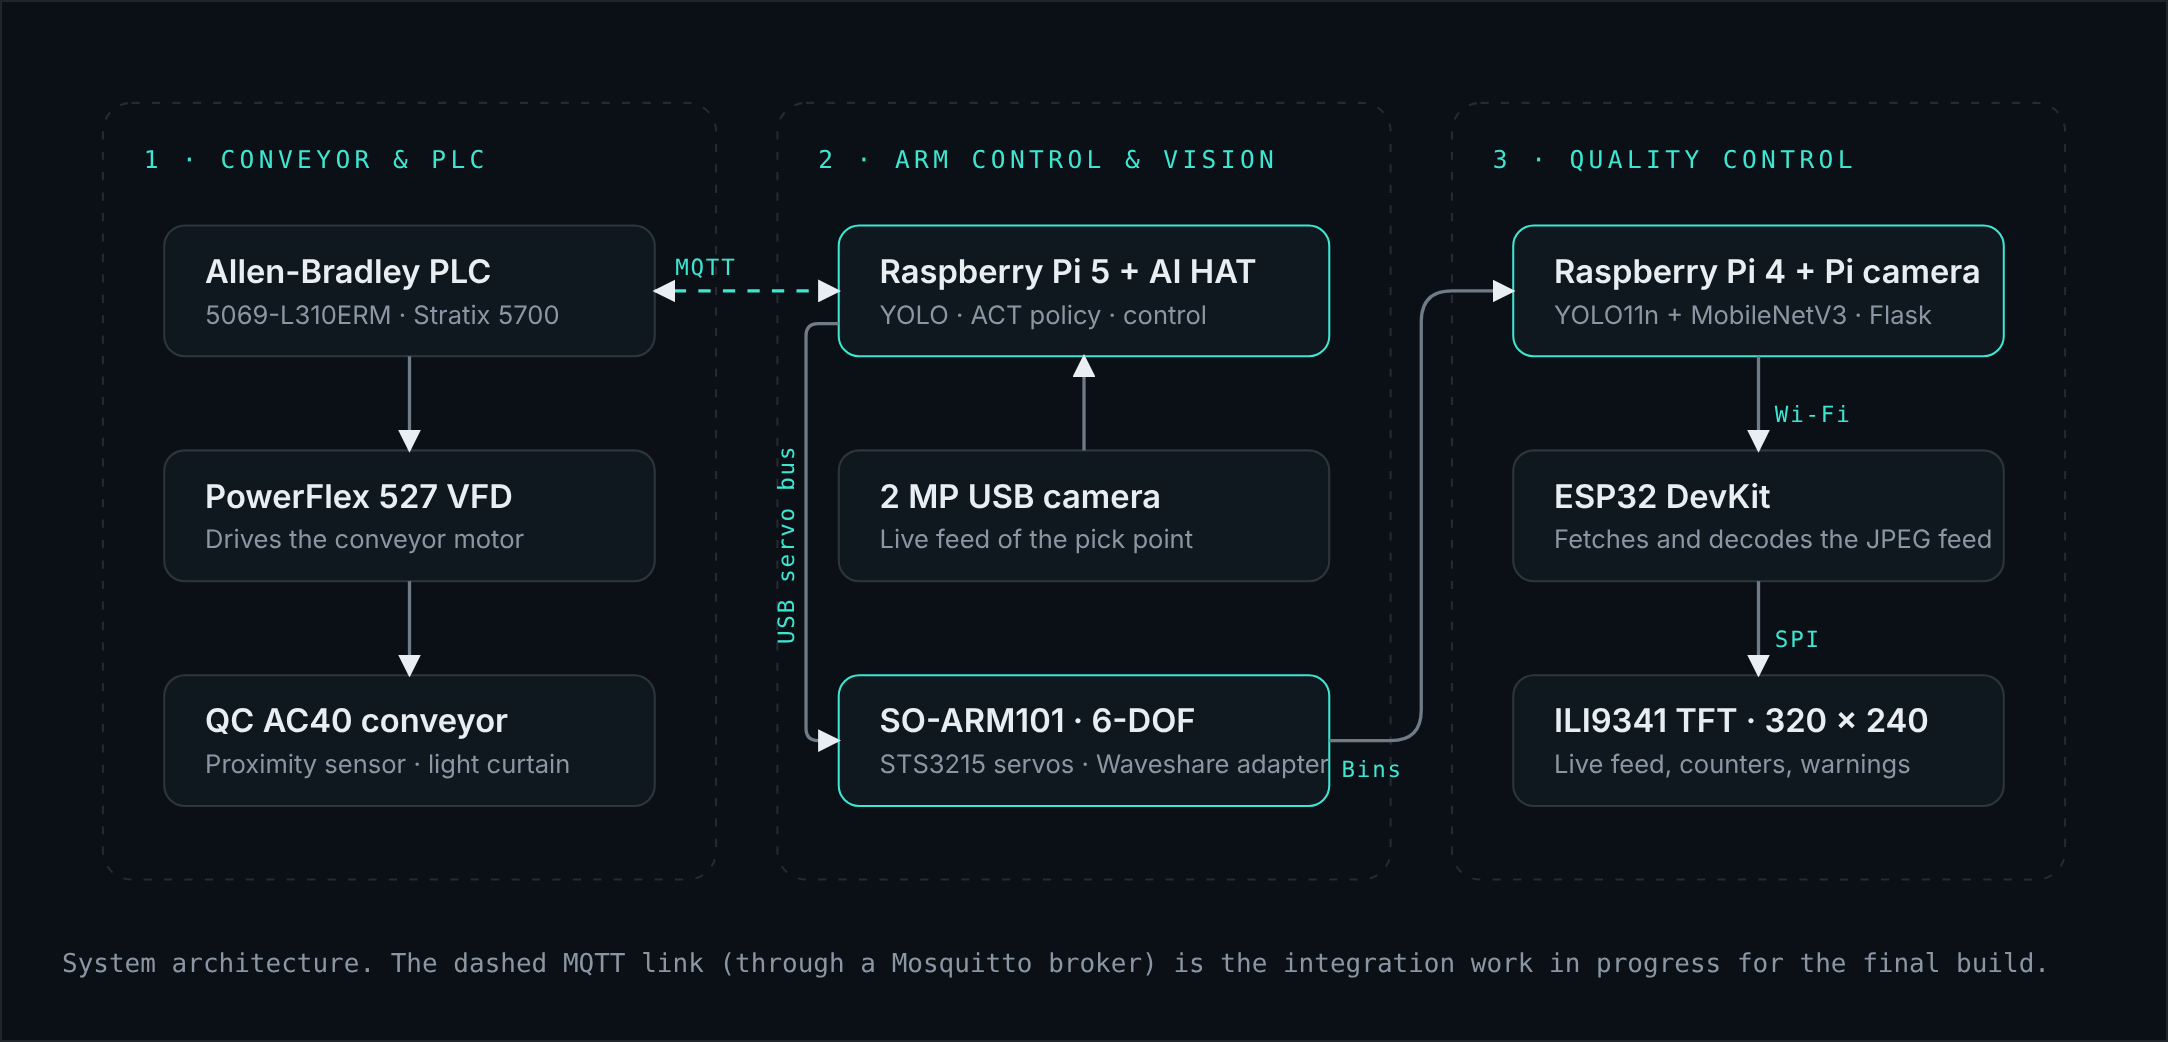 1 · CONVEYOR & PLC
Allen-Bradley PLC
5069-L310ERM · Stratix 5700
PowerFlex 527 VFD
Drives the conveyor motor
QC AC40 conveyor
Proximity sensor · light curtain
MQTT
2 · ARM CONTROL & VISION
Raspberry Pi 5 + AI HAT
YOLO · ACT policy · control
USB servo bus
2 MP USB camera
Live feed of the pick point
SO-ARM101 · 6-DOF
STS3215 servos · Waveshare adapter
Bins
3 · QUALITY CONTROL
Raspberry Pi 4 + Pi camera
YOLO11n + MobileNetV3 · Flask
Wi-Fi
ESP32 DevKit
Fetches and decodes the JPEG feed
SPI
ILI9341 TFT · 320 × 240
Live feed, counters, warnings
System architecture. The dashed MQTT link (through a Mosquitto broker) is the integration work in progress for the final build.